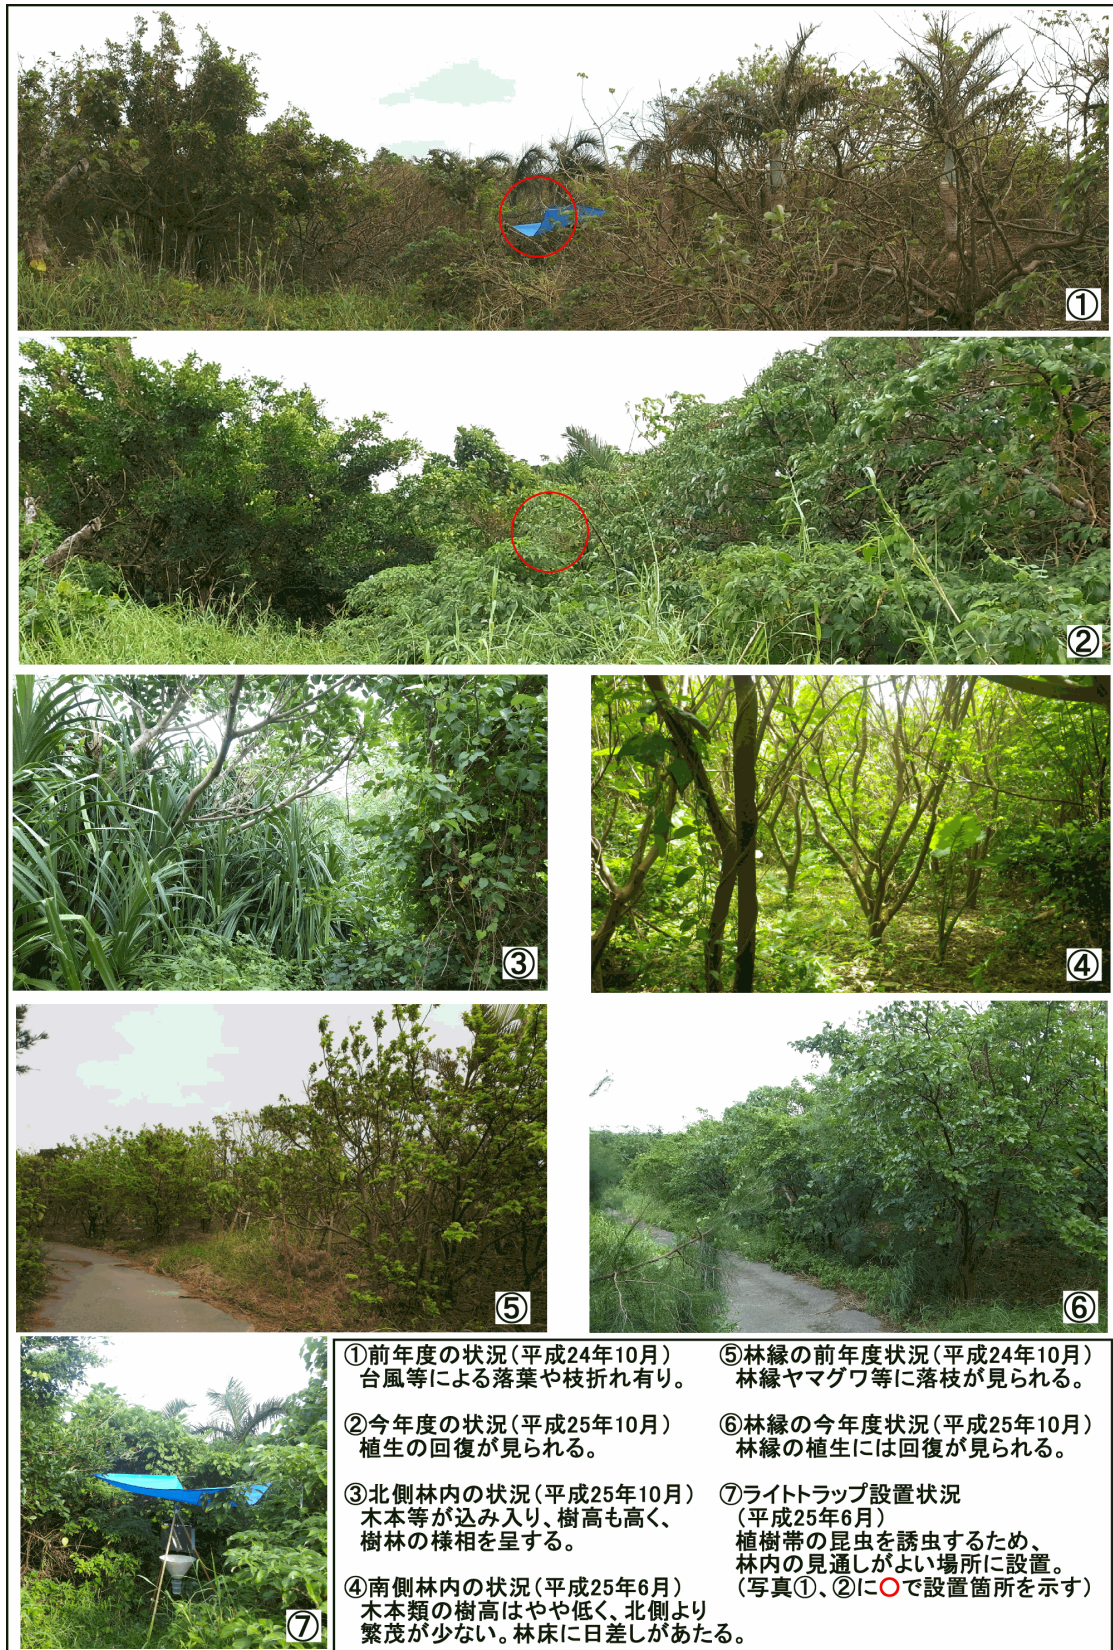 ①
②
③
④
⑤
⑥
⑦
①前年度の状況(平成24年10月)
台風等による落葉や枝折れ有り。
②今年度の状況(平成25年10月)
植生の回復が見られる。
③北側林内の状況(平成25年10月)
木本等が込み入り、樹高も高く、
樹林の様相を呈する。
④南側林内の状況(平成25年6月)
木本類の樹高はやや低く、北側より
繁茂が少ない。林床に日差しがあたる。
⑤林縁の前年度状況(平成24年10月)
林縁ヤマグワ等に落枝が見られる。
⑥林縁の今年度状況(平成25年10月)
林縁の植生には回復が見られる。
⑦ライトトラップ設置状況
(平成25年6月)
植樹帯の昆虫を誘虫するため、
林内の見通しがよい場所に設置。
(写真①、②に○で設置箇所を示す)